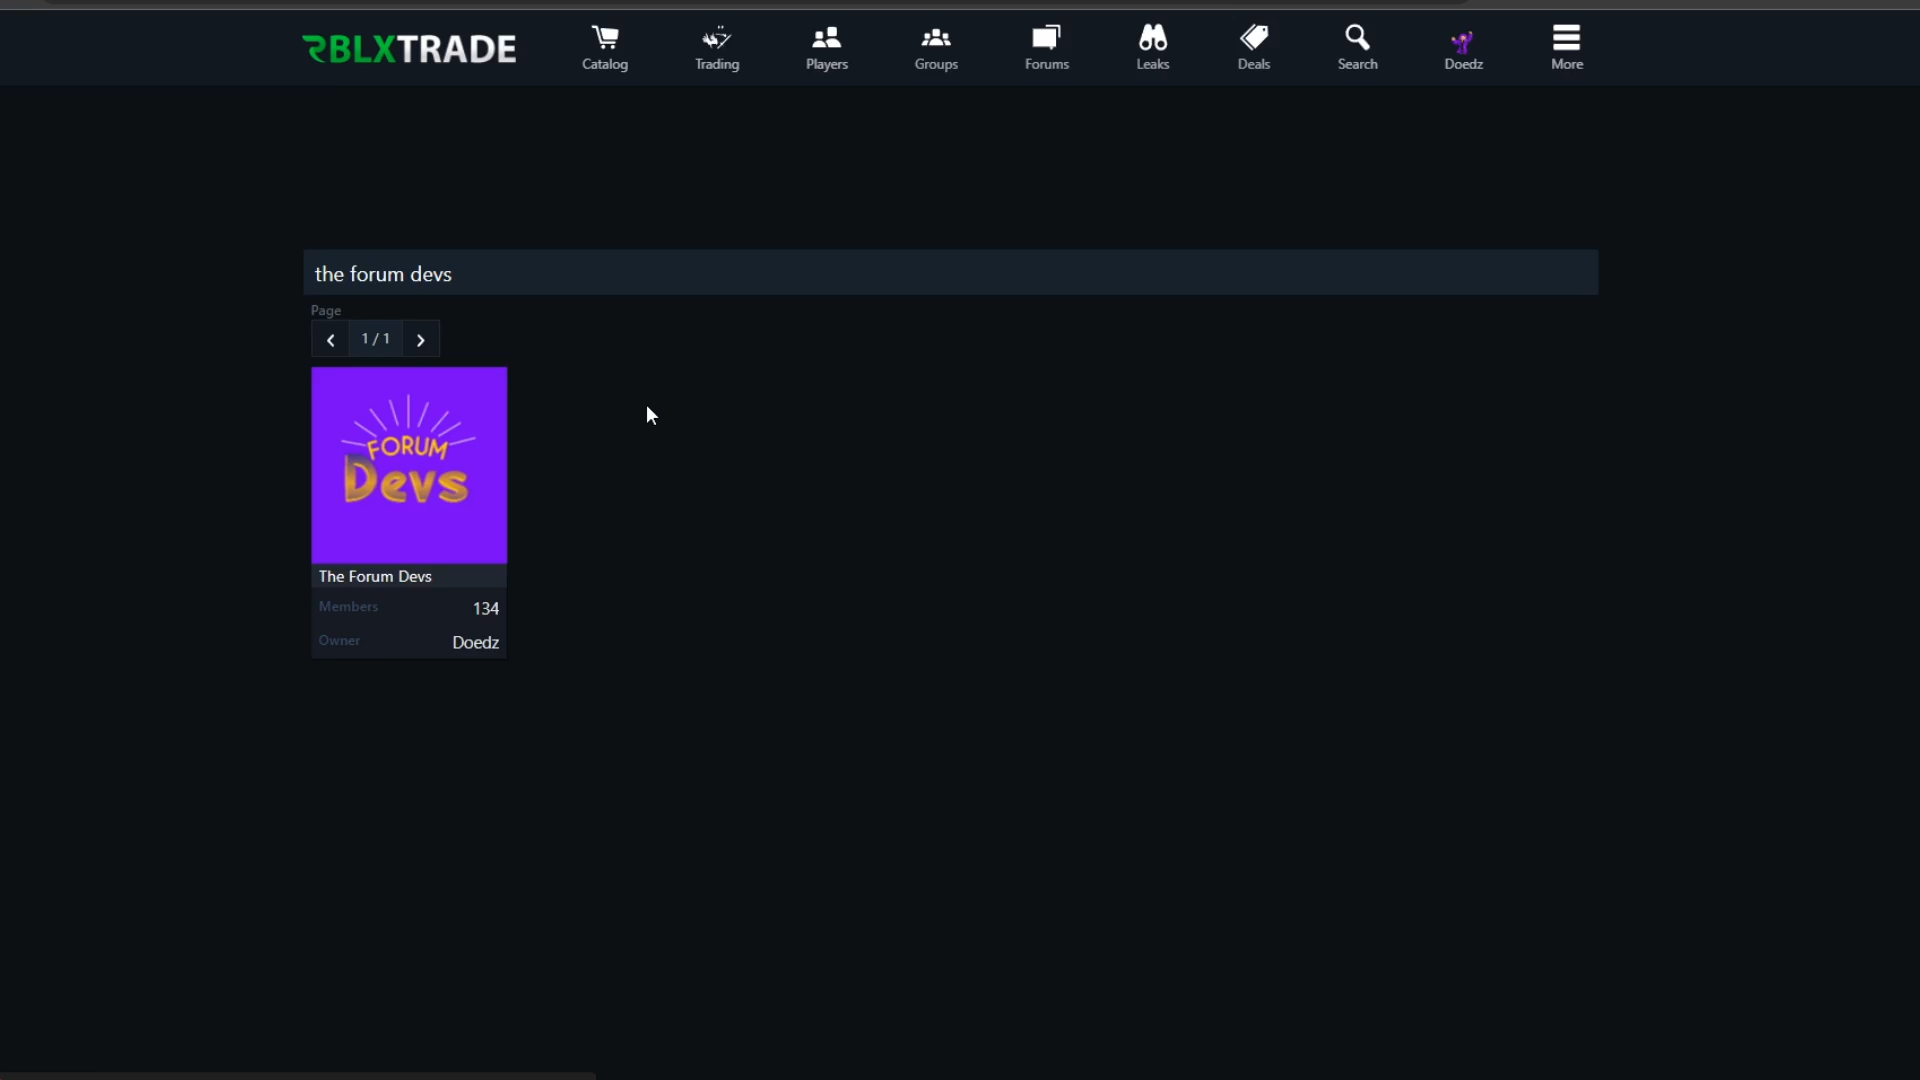 RBLXTRADE
Catalog
Trading
Players
Groups
Forums
Leaks
Deals
Search
Doedz
More
the forum devs
Page
1 / 1
FORUM
Devs
The Forum Devs
Members 134
Owner Doedz